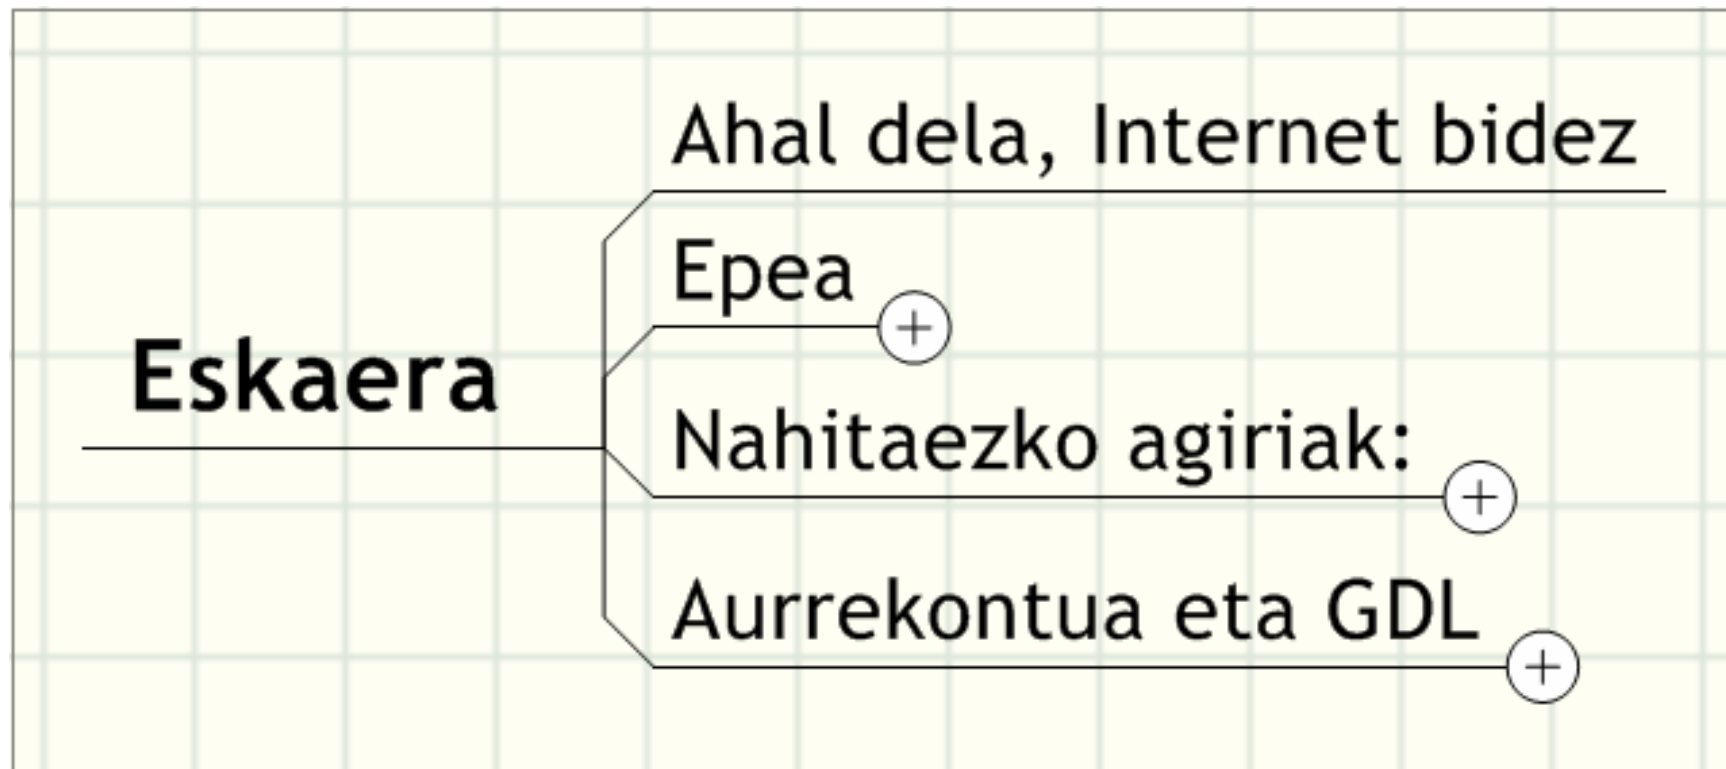 Ahal dela, Internet bidez
Epea
Eskaera
Nahitaezko agiriak:
Aurrekontua eta GDL